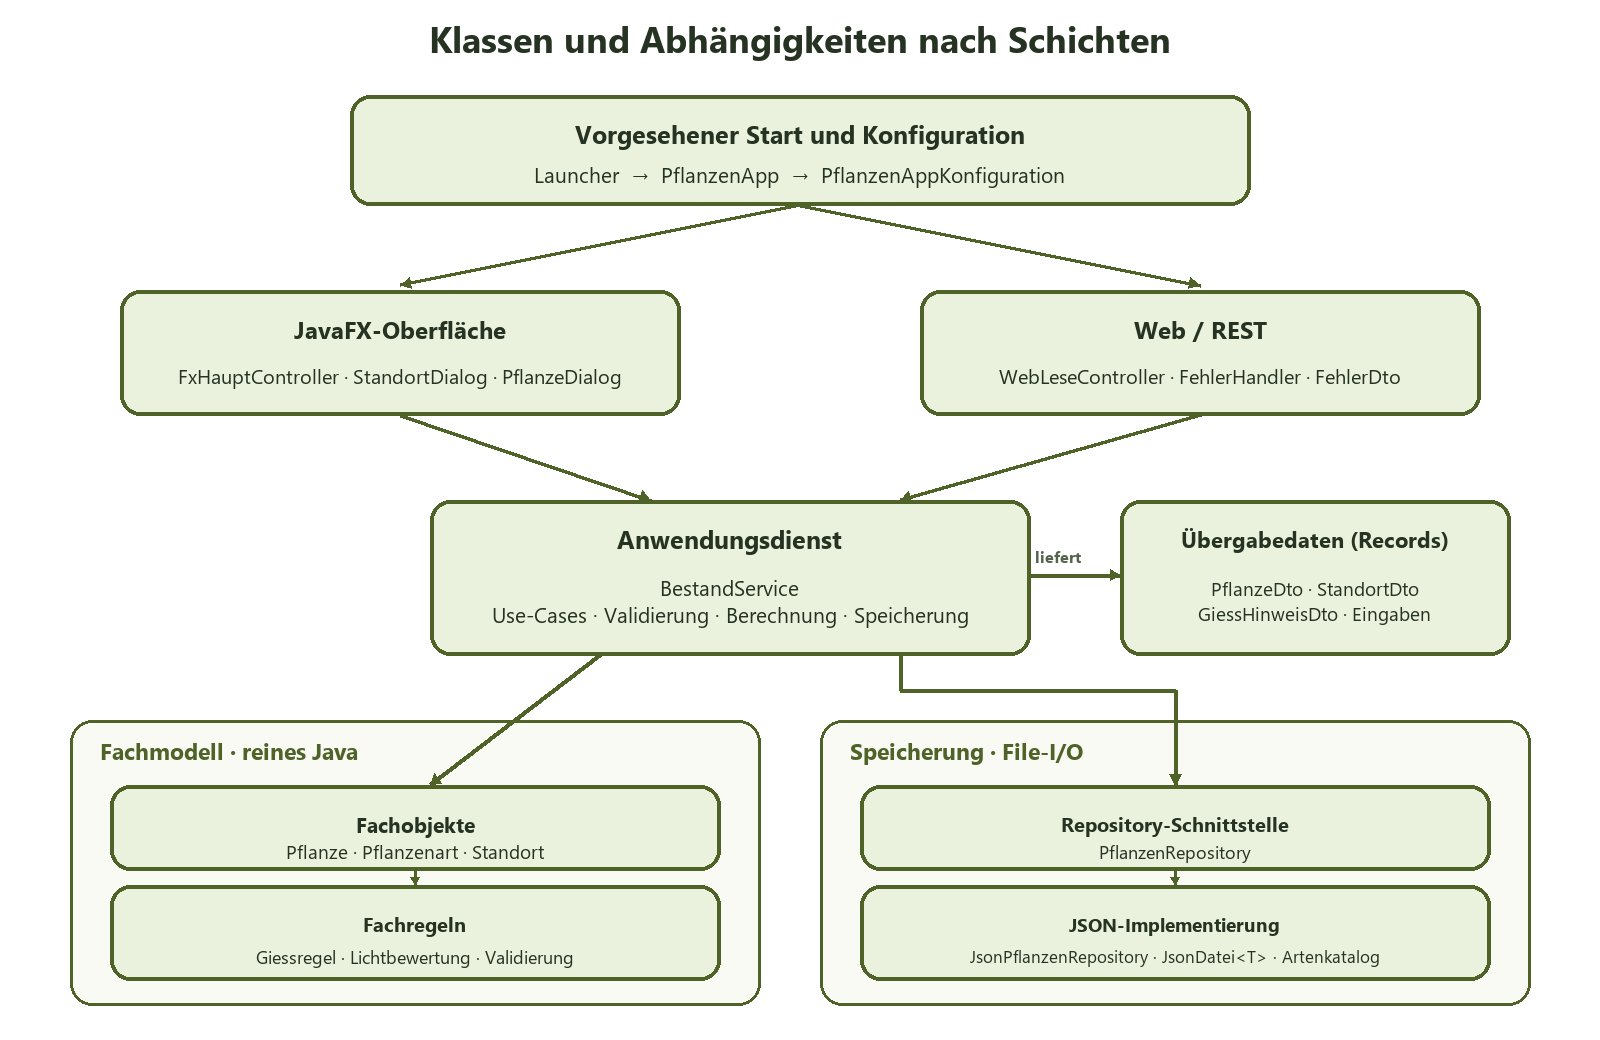 Klassen und Abhängigkeiten nach Schichten
Vorgesehener Start und Konfiguration
Launcher → PflanzenApp → PflanzenAppKonfiguration
JavaFX-Oberfläche
FxHauptController · StandortDialog · PflanzeDialog
Web / REST
WebLeseController · FehlerHandler · FehlerDto
Anwendungsdienst
BestandService
Use-Cases · Validierung · Berechnung · Speicherung
liefert
Übergabedaten (Records)
PflanzeDto · StandortDto
GiessHinweisDto · Eingaben
Fachmodell · reines Java
Fachobjekte
Pflanze · Pflanzenart · Standort
Fachregeln
Giessregel · Lichtbewertung · Validierung
Speicherung · File-I/O
Repository-Schnittstelle
PflanzenRepository
JSON-Implementierung
JsonPflanzenRepository · JsonDatei<T> · Artenkatalog